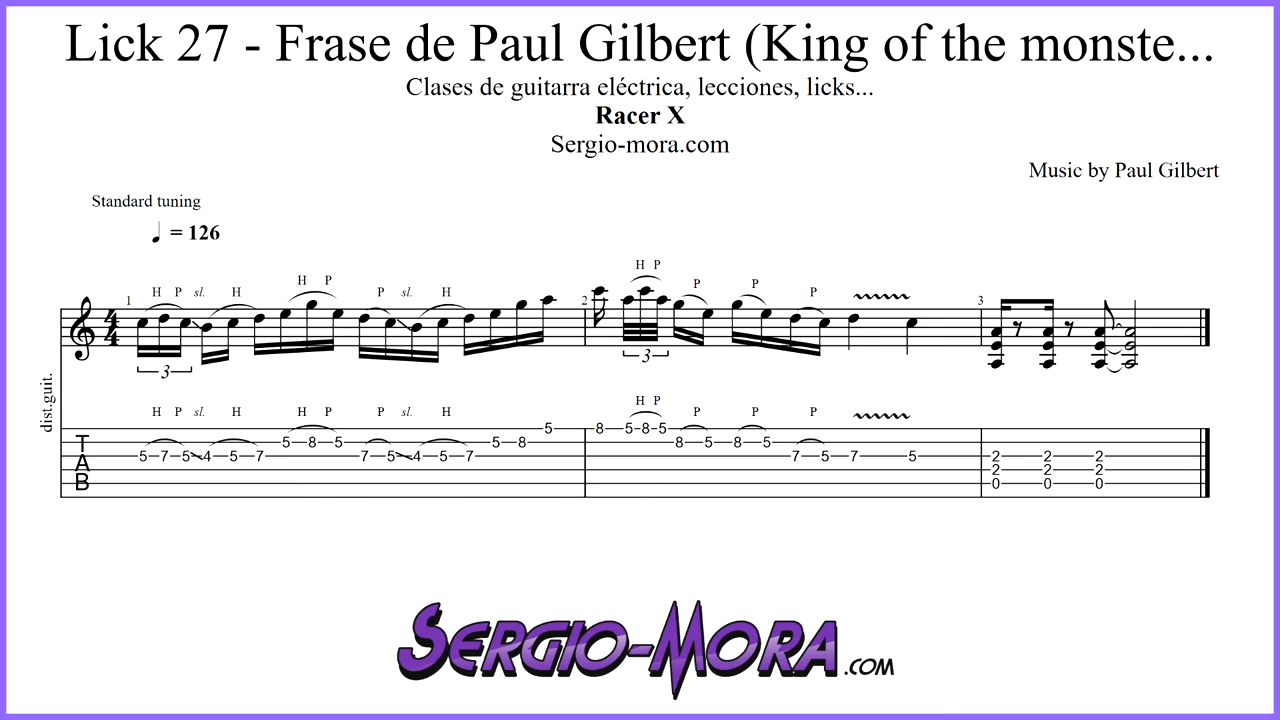 Lick 27 - Frase de Paul Gilbert (King of the monste...
Clases de guitarra eléctrica, lecciones, licks...
Racer X
Sergio-mora.com
Music by Paul Gilbert
Standard tuning
= 126
H P
H P sl. H H P P sl. H P P
1 2 3
4
4
3 3
dist.guit.
H P
H P sl. H H P P sl. H P P P
5 8 5-8-5
5 8 5 5 8 8 5 8 5
T 5 7 5 4 5 7 7 5 4 5 7 7 5 7 5 2 2 2
A 2 2 2
B 0 0 0
SERGIO-MORA.COM